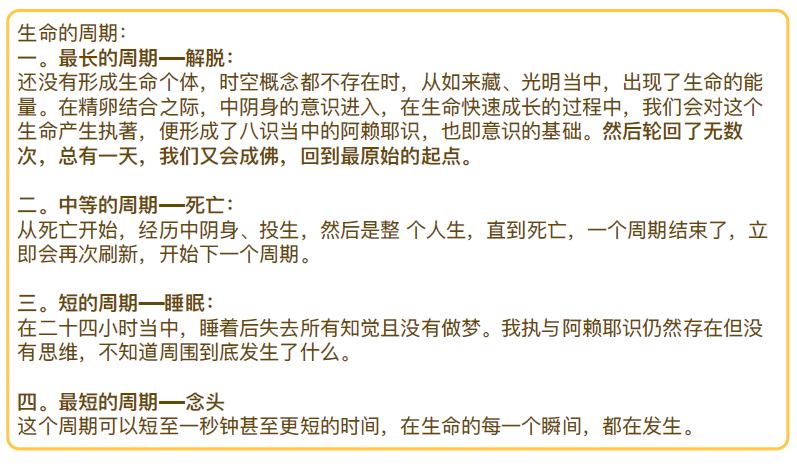 生命的周期：
一。最长的周期——解脱：
还没有形成生命个体，时空概念都不存在时，从如来藏、光明当中，出现了生命的能
量。在精卵结合之际，中阴身的意识进入，在生命快速成长的过程中，我们会对这个
生命产生执著，便形成了八识当中的阿赖耶识，也即意识的基础。然后轮回了无数
次，总有一天，我们又会成佛，回到最原始的起点。
二。中等的周期——死亡：
从死亡开始，经历中阴身、投生，然后是整 个人生，直到死亡，一个周期结束了，立
即会再次刷新，开始下一个周期。
三。短的周期——睡眠：
在二十四小时当中，睡着后失去所有知觉且没有做梦。我执与阿赖耶识仍然存在但没
有思维，不知道周围到底发生了什么。
四。最短的周期——念头
这个周期可以短至一秒钟甚至更短的时间，在生命的每一个瞬间，都在发生。